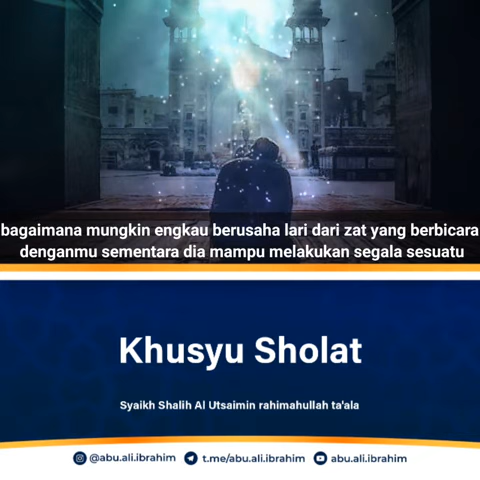 bagaimana mungkin engkau berusaha lari dari zat yang berbicara
denganmu sementara dia mampu melakukan segala sesuatu
Khusyu Sholat
Syaikh Shalih Al Utsaimin rahimahullah ta'ala
@abu.ali.ibrahim t.me/abu.ali.ibrahim abu.ali.ibrahim